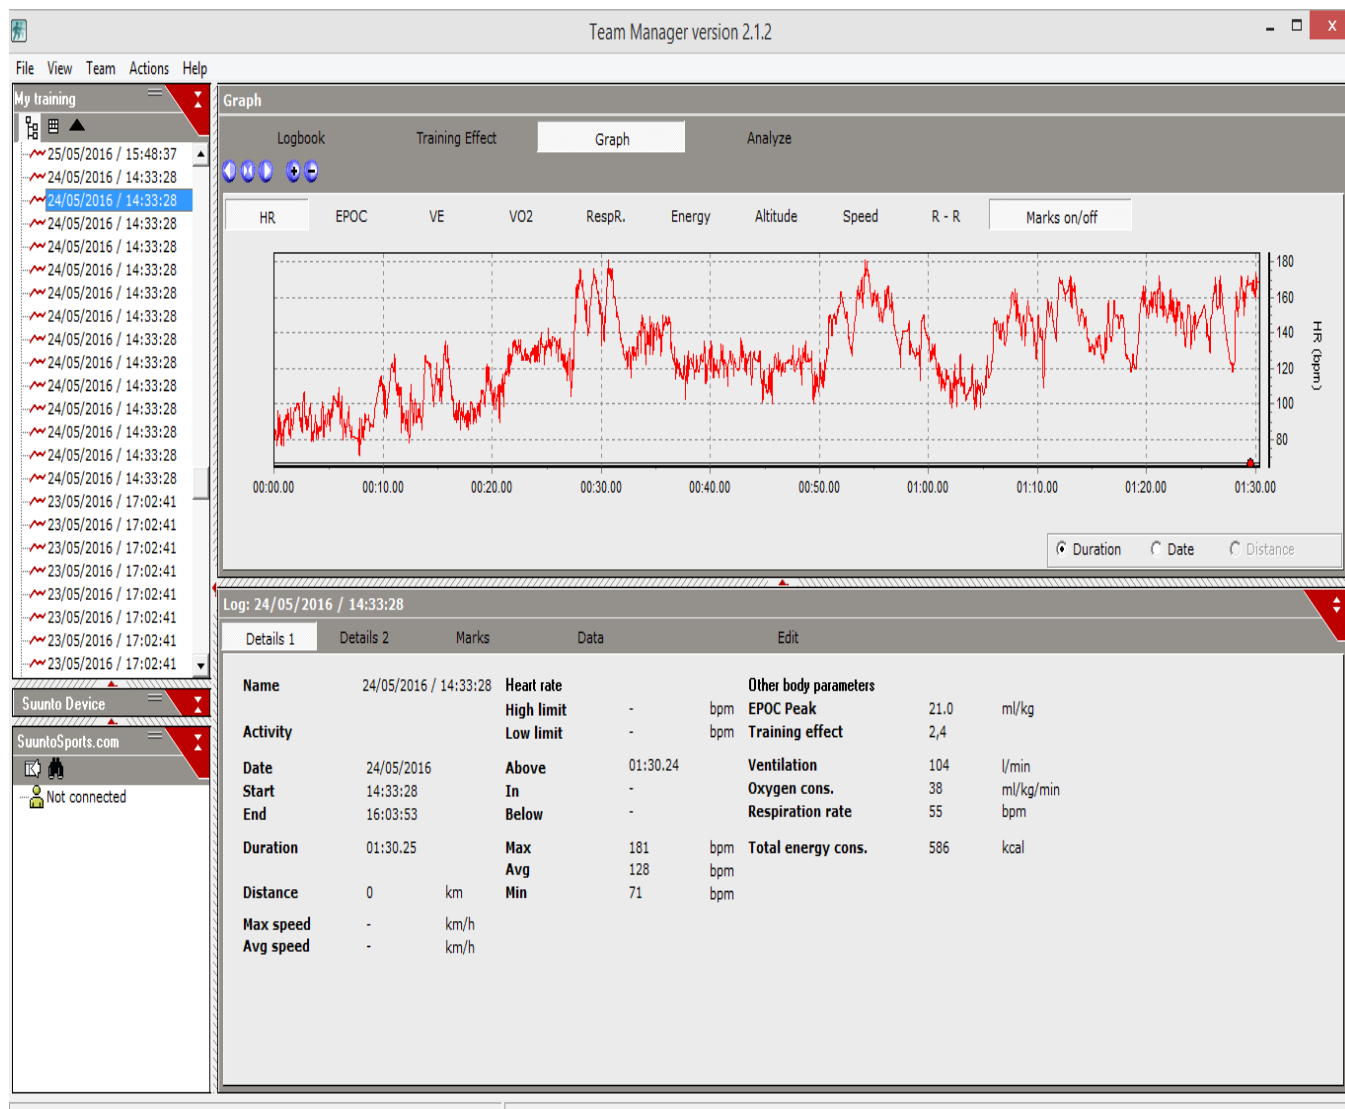 Team Manager version 2.1.2
File View Team Actions Help
My training
25/05/2016 / 15:48:37
24/05/2016 / 14:33:28
24/05/2016 / 14:33:28
24/05/2016 / 14:33:28
24/05/2016 / 14:33:28
24/05/2016 / 14:33:28
24/05/2016 / 14:33:28
24/05/2016 / 14:33:28
24/05/2016 / 14:33:28
24/05/2016 / 14:33:28
24/05/2016 / 14:33:28
24/05/2016 / 14:33:28
24/05/2016 / 14:33:28
24/05/2016 / 14:33:28
24/05/2016 / 14:33:28
23/05/2016 / 17:02:41
23/05/2016 / 17:02:41
23/05/2016 / 17:02:41
23/05/2016 / 17:02:41
23/05/2016 / 17:02:41
23/05/2016 / 17:02:41
23/05/2016 / 17:02:41
23/05/2016 / 17:02:41
Suunto Device
SuuntoSports.com
Not connected
Graph
Logbook Training Effect Graph Analyze
HR EPOC VE VO2 RespR. Energy Altitude Speed R - R Marks on/off
180
160
140
120
100
80
HR (bpm)
00:00.00 00:10.00 00:20.00 00:30.00 00:40.00 00:50.00 01:00.00 01:10.00 01:20.00 01:30.00
Duration Date Distance
Log: 24/05/2016 / 14:33:28
Details 1 Details 2 Marks Data Edit
Name 24/05/2016 / 14:33:28 Heart rate Other body parameters
High limit - bpm EPOC Peak 21.0 ml/kg
Activity Low limit - bpm Training effect 2,4
Date 24/05/2016 Above 01:30.24 Ventilation 104 l/min
Start 14:33:28 In - Oxygen cons. 38 ml/kg/min
End 16:03:53 Below - Respiration rate 55 bpm
Duration 01:30.25 Max 181 bpm Total energy cons. 586 kcal
Avg 128 bpm
Distance 0 km Min 71 bpm
Max speed - km/h
Avg speed - km/h